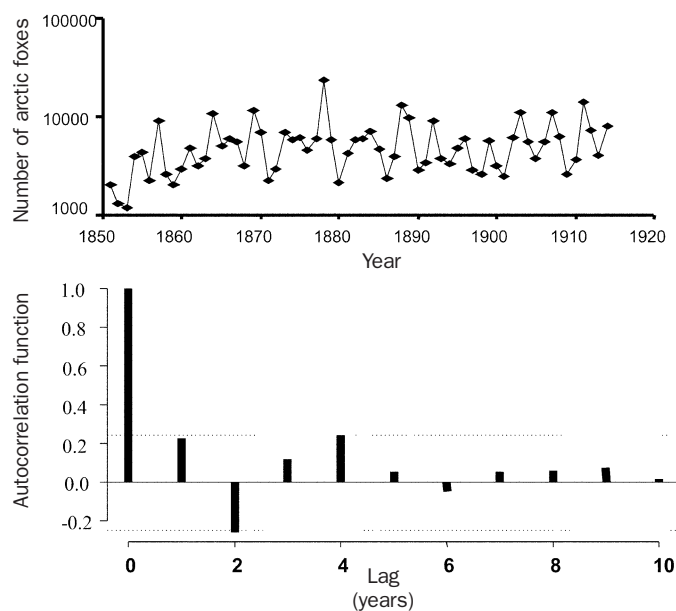 100000
10000
1000
Number of arctic foxes
1850 1860 1870 1880 1890 1900 1910 1920
Year
1.0
0.8
0.6
0.4
0.2
0.0
-0.2
Autocorrelation function
0 2 4 6 8 10
Lag
(years)